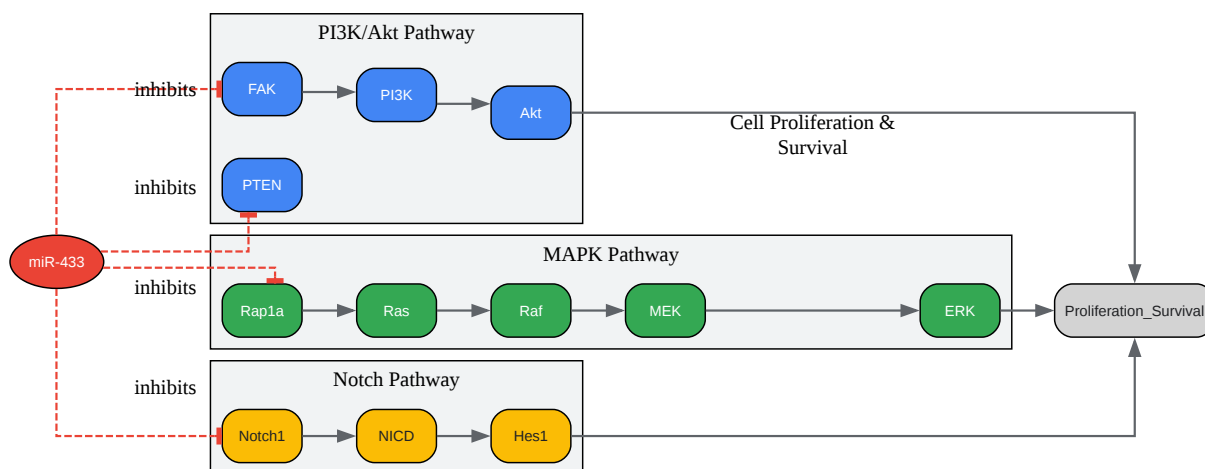 PI3K/Akt Pathway
inhibits
FAK
PI3K
Akt
Cell Proliferation &
Survival
inhibits
PTEN
miR-433
MAPK Pathway
inhibits
Rap1a
Ras
Raf
MEK
ERK
Proliferation_Survival
Notch Pathway
inhibits
Notch1
NICD
Hes1